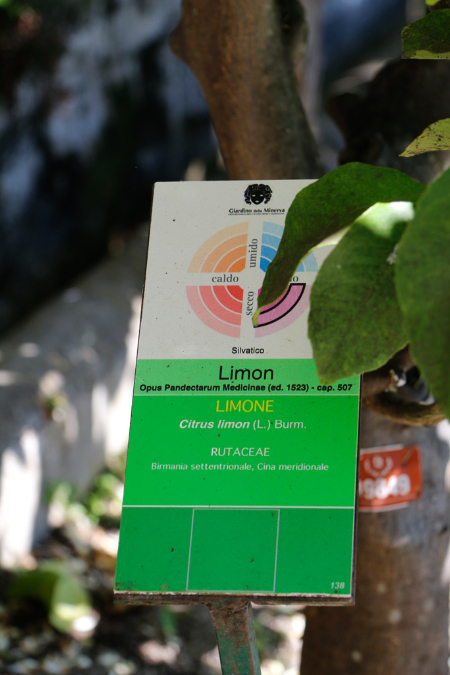 Giardino della Minerva
umido
caldo
o
secco
Silvatico
Limon
Opus Pandectarum Medicinae (ed. 1523) - cap. 507
LIMONE
Citrus limon (L.) Burm.
RUTACEAE
Birmania settentrionale, Cina meridionale
138
9849